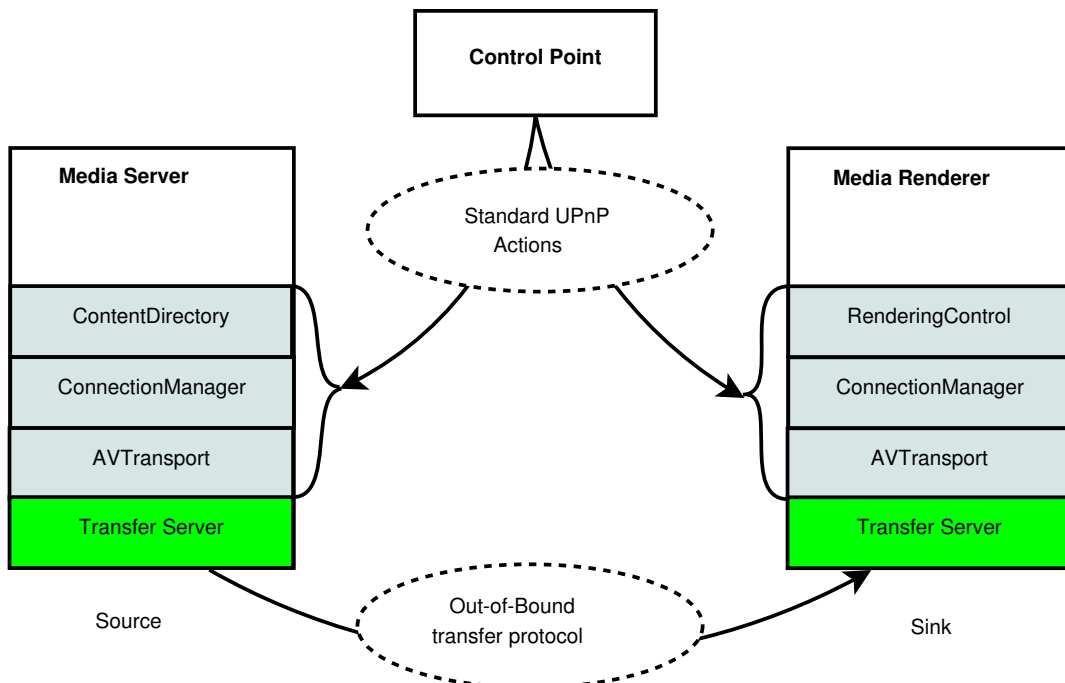 Control Point
Media Server
Media Renderer
Standard UPnP
Actions
ContentDirectory
RenderingControl
ConnectionManager
ConnectionManager
AVTransport
AVTransport
Transfer Server
Transfer Server
Out-of-Bound
transfer protocol
Source
Sink